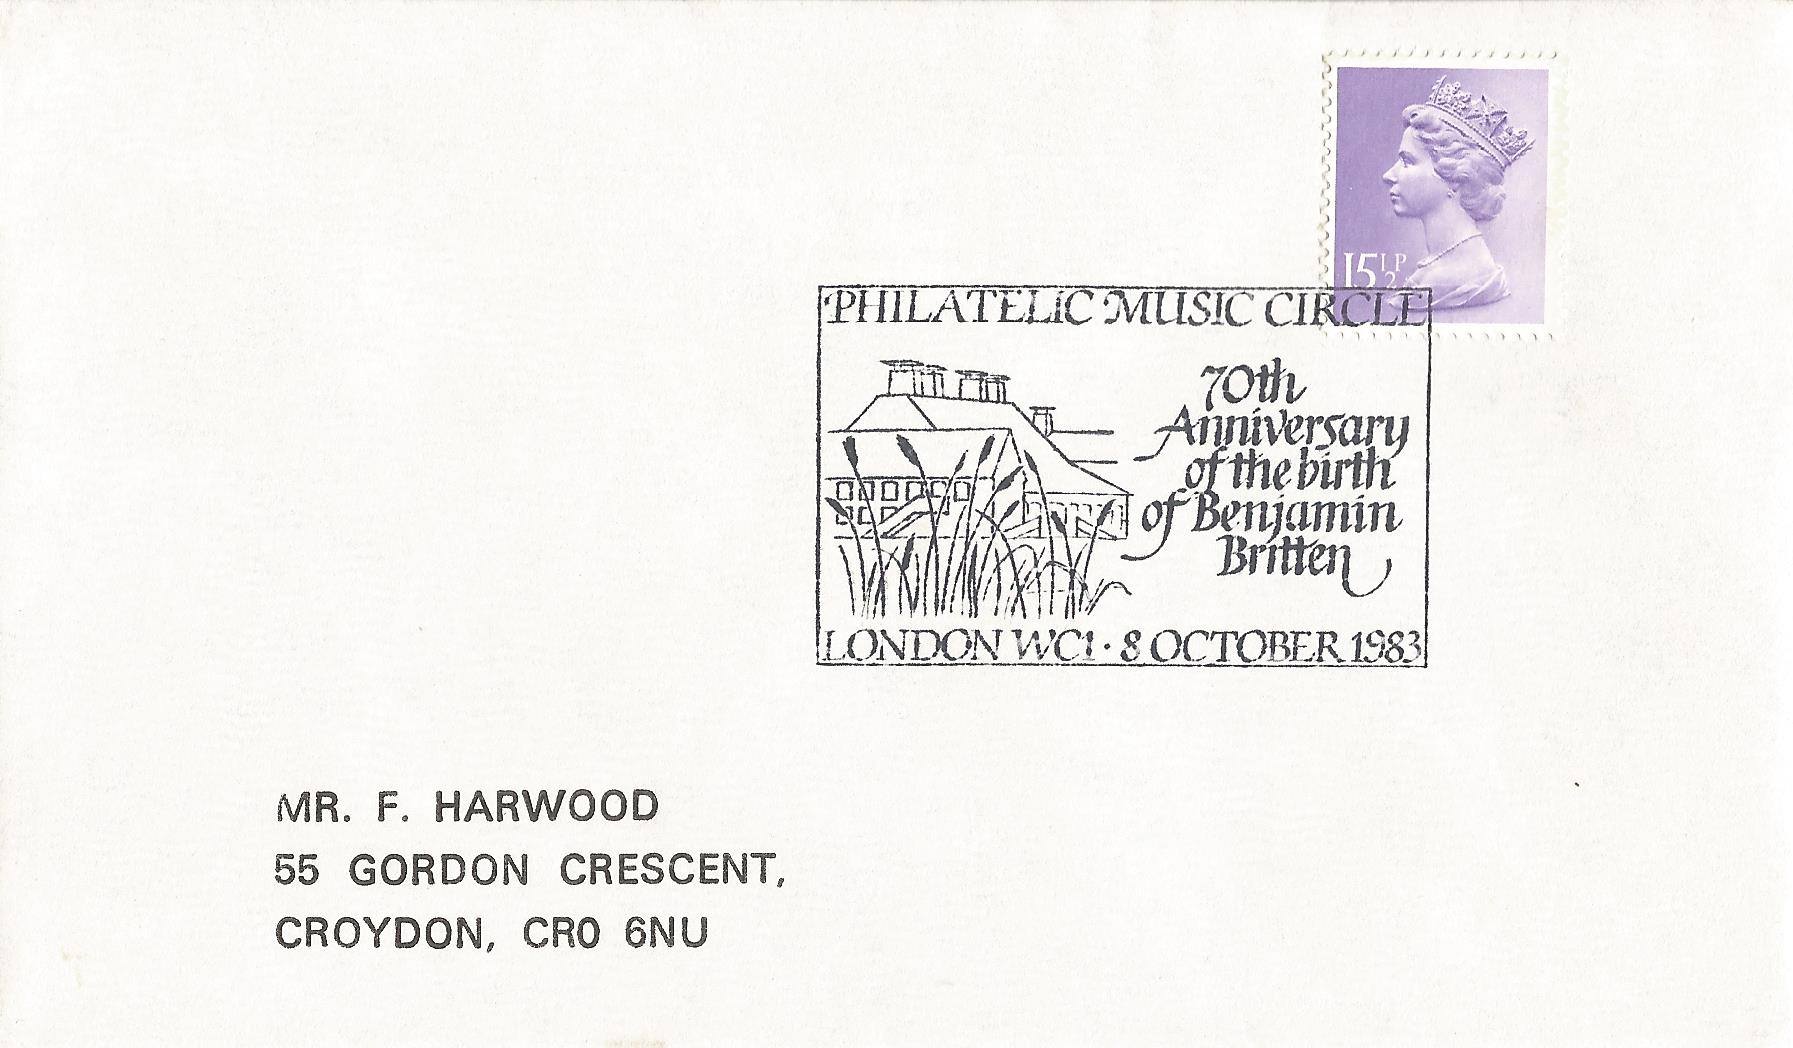 15½P
PHILATELIC MUSIC CIRCLE
70th
Anniversary
of the birth
of Benjamin
Britten
LONDON WC1 · 8 OCTOBER 1983
MR. F. HARWOOD
55 GORDON CRESCENT,
CROYDON, CR0 6NU